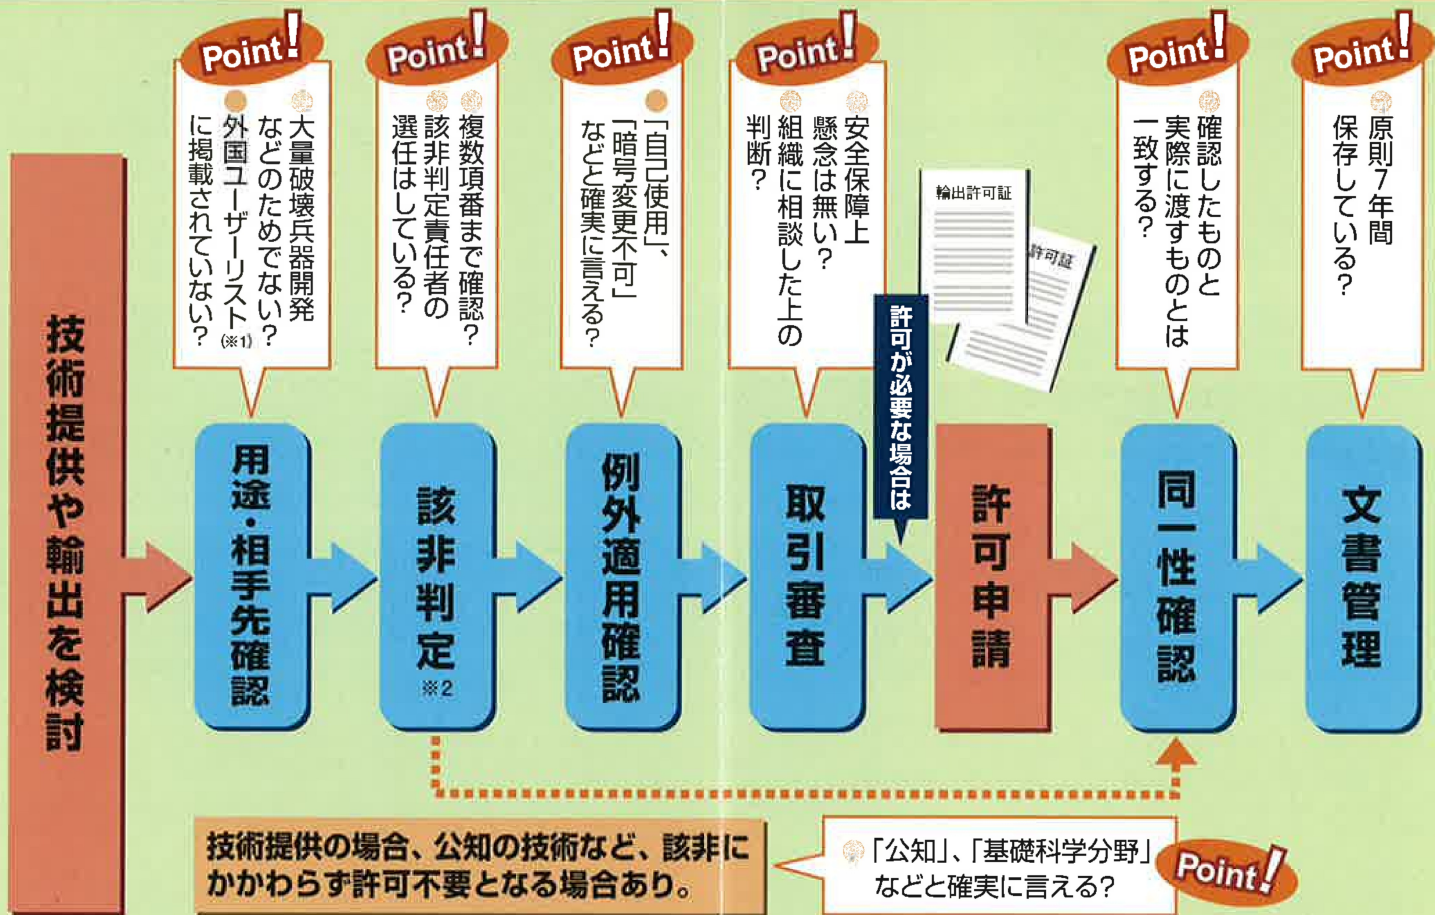 技術提供や輸出を検討
Point!
大量破壊兵器開発
などのためでない?
外国ユーザーリスト(※1)
に掲載されていない?
用途・相手先確認
Point!
複数項番まで確認?
該非判定責任者の
選任はしている?
該非判定
※2
Point!
「自己使用」、
「暗号変更不可」
などと確実に言える?
例外適用確認
Point!
安全保障上
懸念は無い?
組織に相談した上の
判断?
取引審査
許可が必要な場合は
輸出許可証
許可証
許可申請
Point!
確認したものと
実際に渡すものとは
一致する?
同一性確認
Point!
原則7年間
保存している?
文書管理
技術提供の場合、公知の技術など、該非に
かかわらず許可不要となる場合あり。
「公知」、「基礎科学分野」
などと確実に言える?
Point!